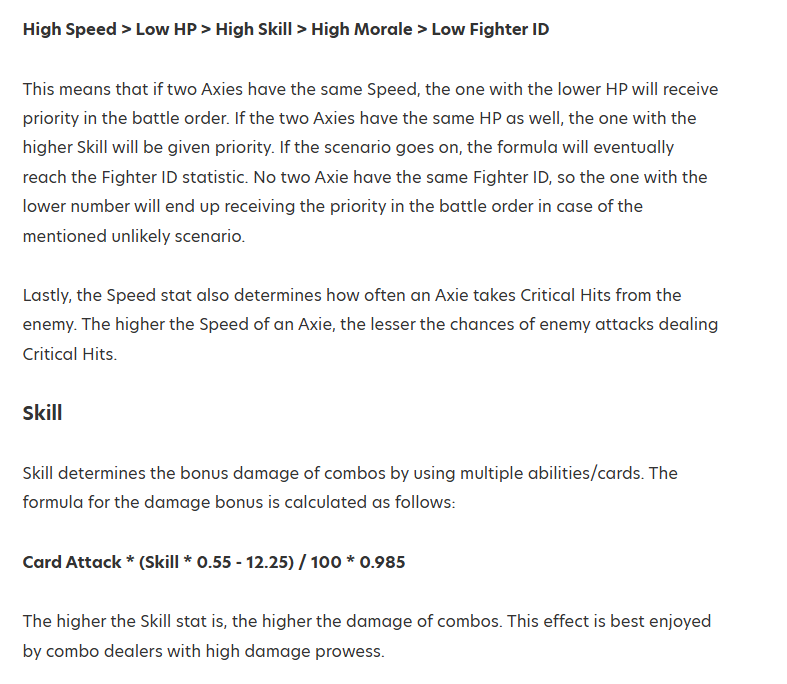 High Speed > Low HP > High Skill > High Morale > Low Fighter ID
This means that if two Axies have the same Speed, the one with the lower HP will receive
priority in the battle order. If the two Axies have the same HP as well, the one with the
higher Skill will be given priority. If the scenario goes on, the formula will eventually
reach the Fighter ID statistic. No two Axie have the same Fighter ID, so the one with the
lower number will end up receiving the priority in the battle order in case of the
mentioned unlikely scenario.
Lastly, the Speed stat also determines how often an Axie takes Critical Hits from the
enemy. The higher the Speed of an Axie, the lesser the chances of enemy attacks dealing
Critical Hits.
Skill
Skill determines the bonus damage of combos by using multiple abilities/cards. The
formula for the damage bonus is calculated as follows:
Card Attack * (Skill * 0.55 - 12.25) / 100 * 0.985
The higher the Skill stat is, the higher the damage of combos. This effect is best enjoyed
by combo dealers with high damage prowess.